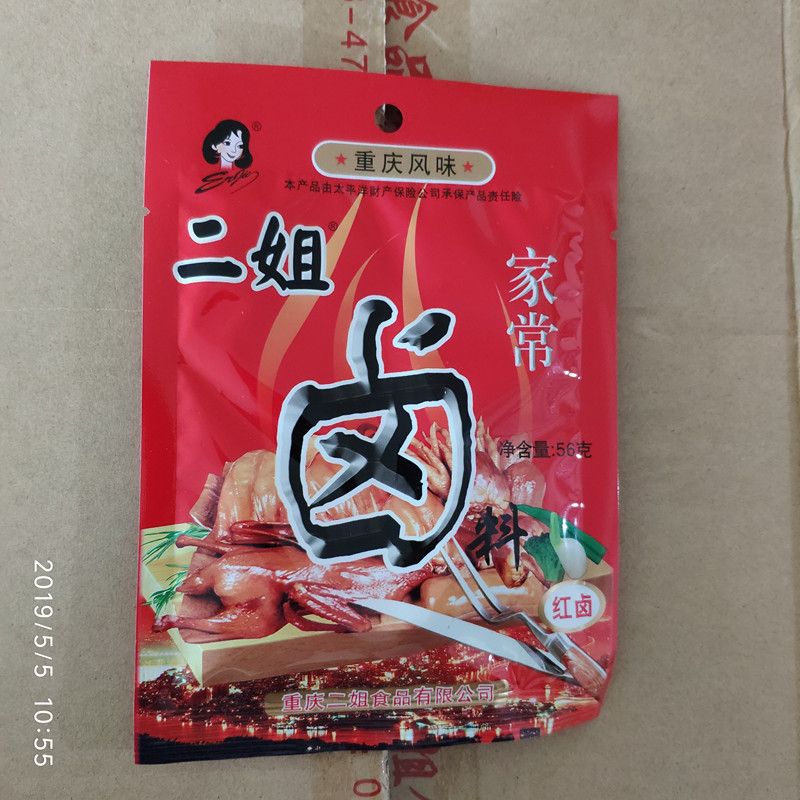 重庆风味
本产品由太平洋财产保险公司承保产品责任险
二姐
家常
卤
料
净含量:56克
红卤
重庆二姐食品有限公司
2019/5/5 10:55